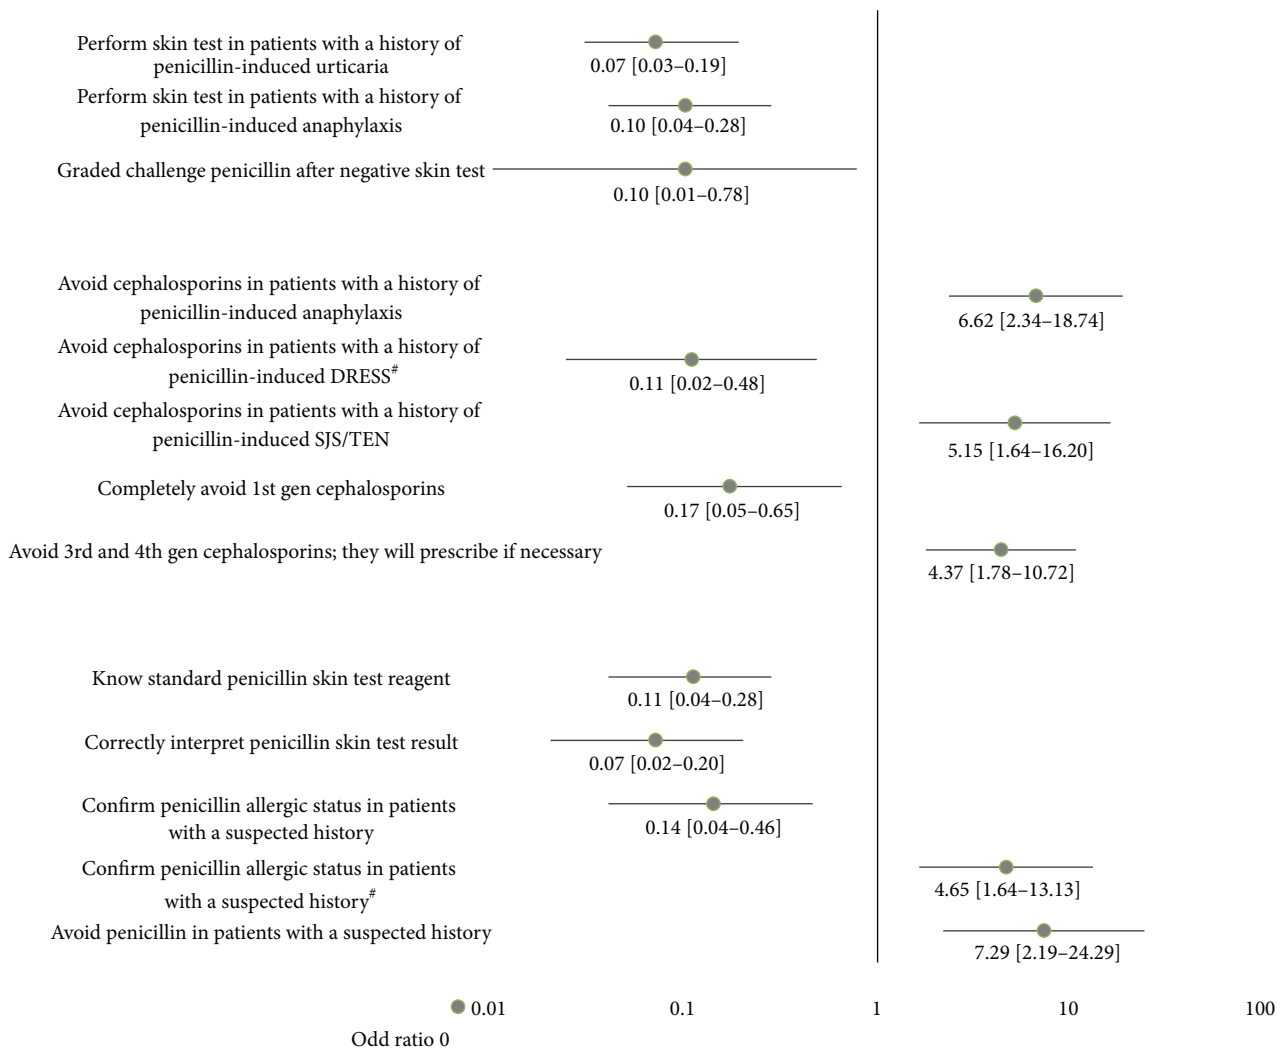 Perform skin test in patients with a history of
penicillin-induced urticaria
0.07 [0.03–0.19]
Perform skin test in patients with a history of
penicillin-induced anaphylaxis
0.10 [0.04–0.28]
Graded challenge penicillin after negative skin test
0.10 [0.01–0.78]
Avoid cephalosporins in patients with a history of
penicillin-induced anaphylaxis
6.62 [2.34–18.74]
Avoid cephalosporins in patients with a history of
penicillin-induced DRESS#
0.11 [0.02–0.48]
Avoid cephalosporins in patients with a history of
penicillin-induced SJS/TEN
5.15 [1.64–16.20]
Completely avoid 1st gen cephalosporins
0.17 [0.05–0.65]
Avoid 3rd and 4th gen cephalosporins; they will prescribe if necessary
4.37 [1.78–10.72]
Know standard penicillin skin test reagent
0.11 [0.04–0.28]
Correctly interpret penicillin skin test result
0.07 [0.02–0.20]
Confirm penicillin allergic status in patients
with a suspected history
0.14 [0.04–0.46]
Confirm penicillin allergic status in patients
with a suspected history#
4.65 [1.64–13.13]
Avoid penicillin in patients with a suspected history
7.29 [2.19–24.29]
0.01 0.1 1 10 100
Odd ratio 0